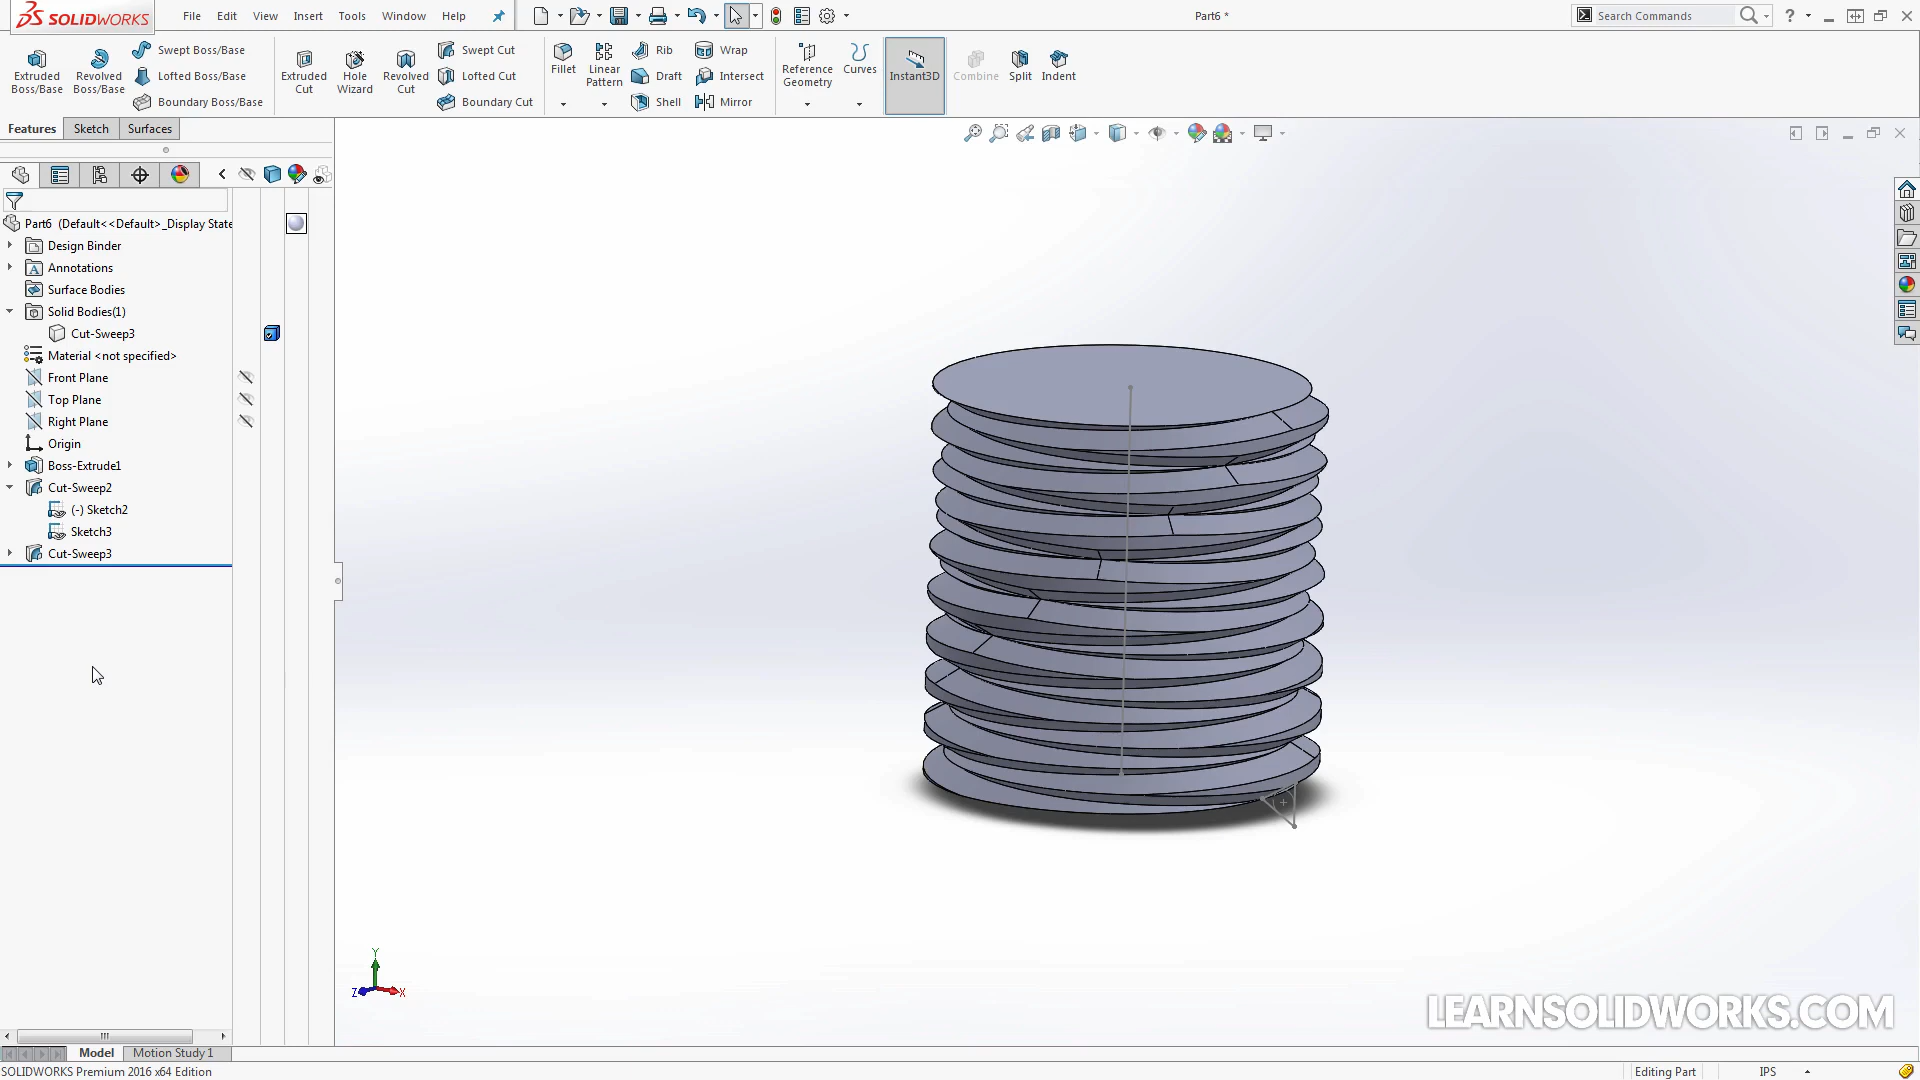 SOLIDWORKS File Edit View Insert Tools Window Help Part6 * Search Commands
Extruded Boss/Base
Revolved Boss/Base
Swept Boss/Base
Lofted Boss/Base
Boundary Boss/Base
Extruded Cut
Hole Wizard
Revolved Cut
Swept Cut
Lofted Cut
Boundary Cut
Fillet
Linear Pattern
Rib
Draft
Shell
Wrap
Intersect
Mirror
Reference Geometry
Curves
Instant3D
Combine
Split
Indent
Features Sketch Surfaces
Part6 (Default<<Default>_Display State
Design Binder
Annotations
Surface Bodies
Solid Bodies(1)
Cut-Sweep3
Material <not specified>
Front Plane
Top Plane
Right Plane
Origin
Boss-Extrude1
Cut-Sweep2
(-) Sketch2
Sketch3
Cut-Sweep3
Y
Z X
LEARNSOLIDWORKS.COM
Model Motion Study 1
SOLIDWORKS Premium 2016 x64 Edition Editing Part IPS